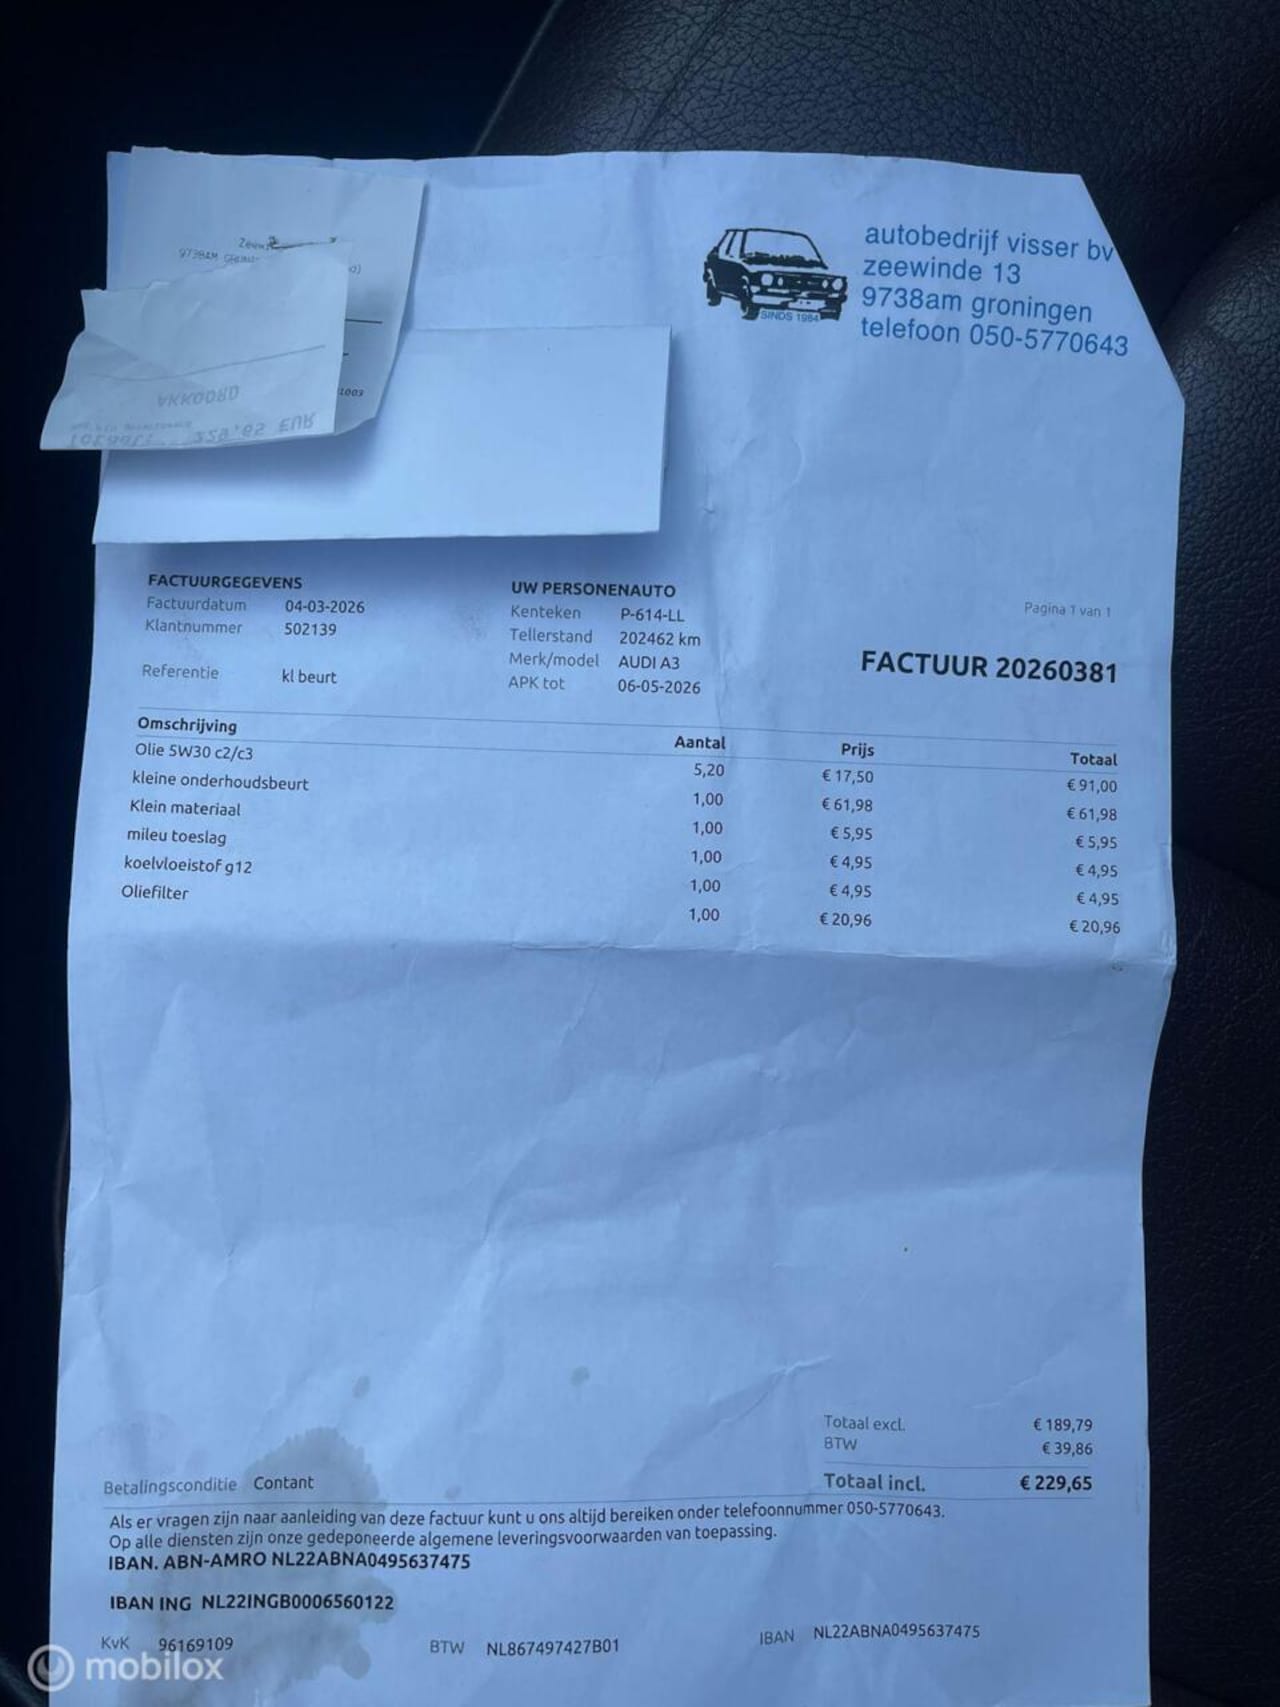 autobedrijf visser bv
zeewinde 13
9738am groningen
telefoon 050-5770643
SINDS 1984
9738AM
1003
AKKOORD
Totaal: 229,65 EUR
FACTUURGEGEVENS
Factuurdatum 04-03-2026
Klantnummer 502139
Referentie kl beurt
UW PERSONENAUTO
Kenteken P-614-LL
Tellerstand 202462 km
Merk/model AUDI A3
APK tot 06-05-2026
Pagina 1 van 1
FACTUUR 20260381
Omschrijving Aantal Prijs Totaal
Olie 5W30 c2/c3 5,20 € 17,50 € 91,00
kleine onderhoudsbeurt 1,00 € 61,98 € 61,98
Klein materiaal 1,00 € 5,95 € 5,95
mileu toeslag 1,00 € 4,95 € 4,95
koelvloeistof g12 1,00 € 4,95 € 4,95
Oliefilter 1,00 € 20,96 € 20,96
Totaal excl. € 189,79
BTW € 39,86
Betalingsconditie Contant Totaal incl. € 229,65
Als er vragen zijn naar aanleiding van deze factuur kunt u ons altijd bereiken onder telefoonnummer 050-5770643.
Op alle diensten zijn onze gedeponeerde algemene leveringsvoorwaarden van toepassing.
IBAN. ABN-AMRO NL22ABNA0495637475
IBAN ING NL22INGB0006560122
KvK 96169109 BTW NL867497427B01 IBAN NL22ABNA0495637475
mobilox